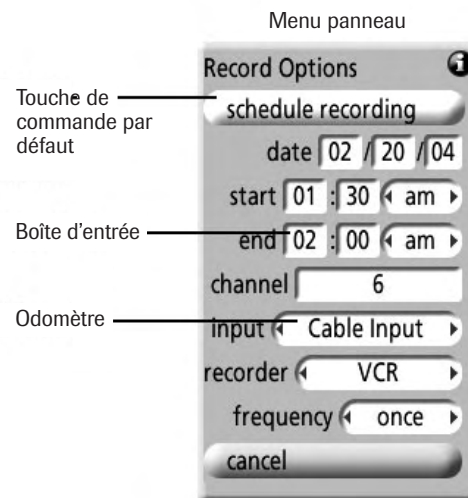 Menu panneau
Record Options
Touche de commande par défaut
schedule recording
date 02 / 20 / 04
start 01 : 30 am
Boîte d'entrée
end 02 : 00 am
channel 6
Odomètre
input Cable Input
recorder VCR
frequency once
cancel